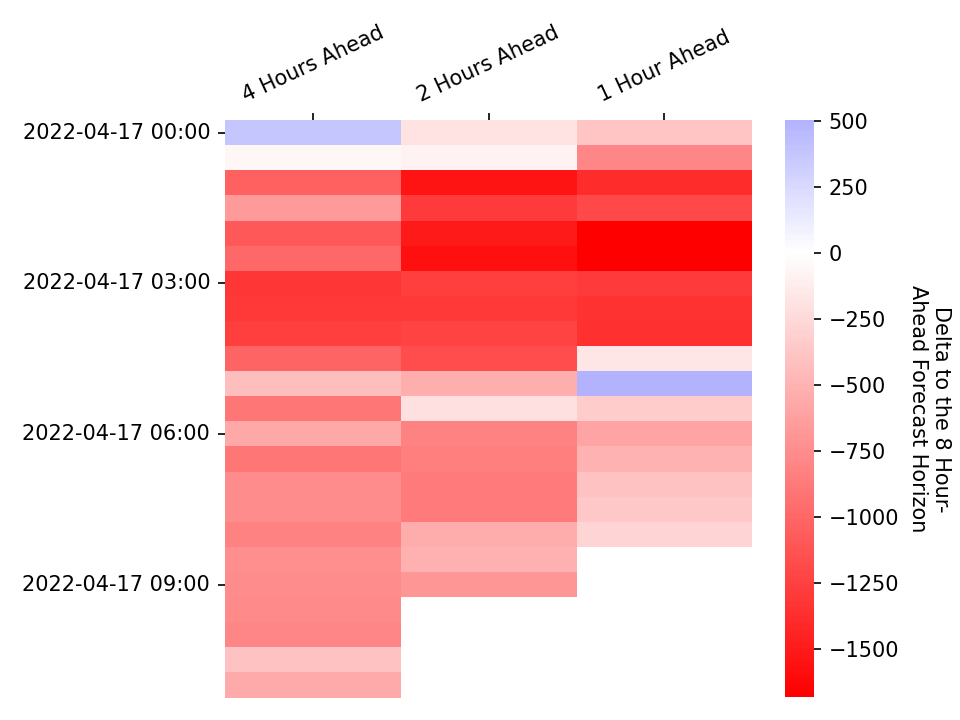 4 Hours Ahead
2 Hours Ahead
1 Hour Ahead
2022-04-17 00:00
2022-04-17 03:00
2022-04-17 06:00
2022-04-17 09:00
500
250
0
−250
−500
−750
−1000
−1250
−1500
Delta to the 8 Hour-
Ahead Forecast Horizon